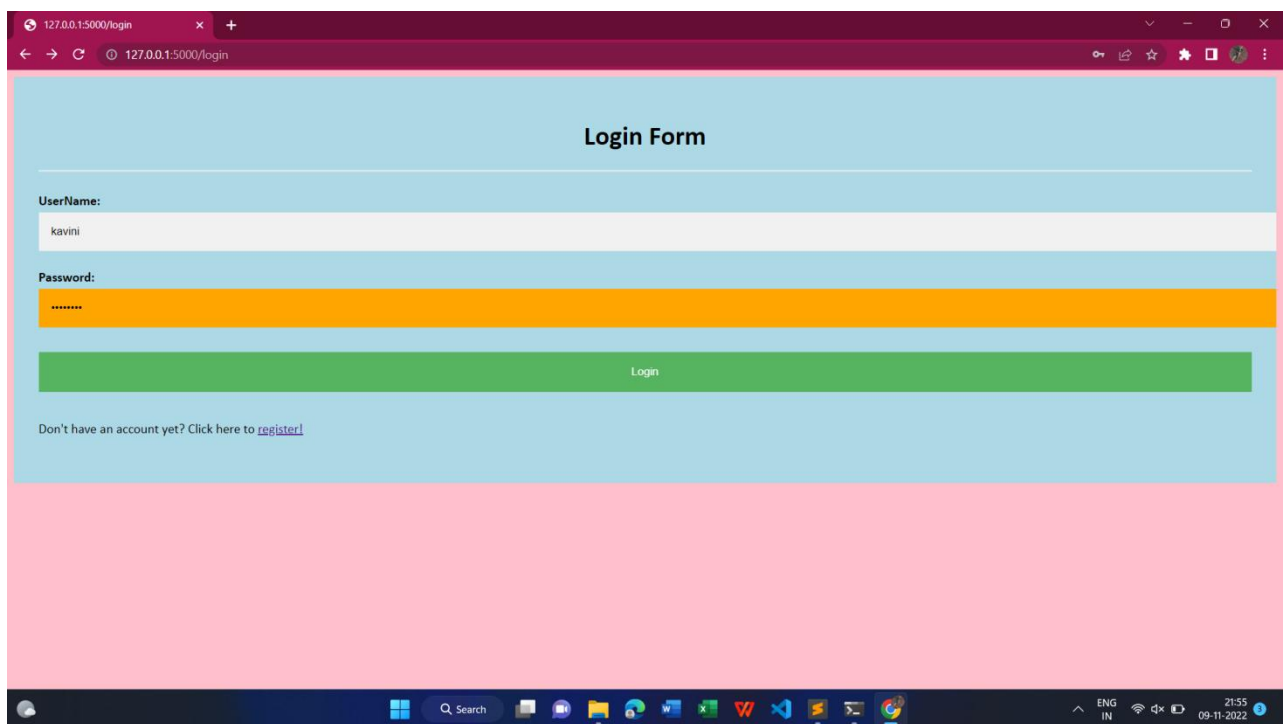 127.0.0.1:5000/login
127.0.0.1:5000/login
Login Form
UserName:
kavini
Password:
••••••••
Login
Don't have an account yet? Click here to register!
Search
ENG
IN
21:55
09-11-2022
3